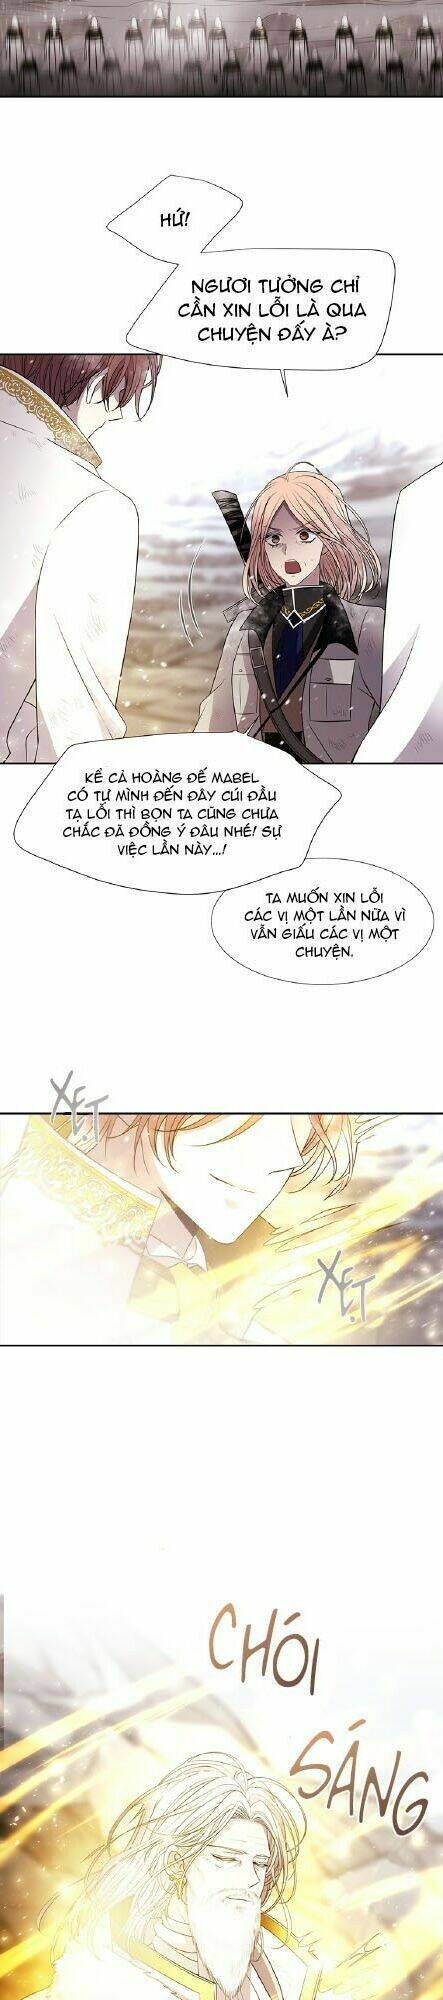 HỨ!
NGƯƠI TƯỞNG CHỈ
CẦN XIN LỖI LÀ QUA
CHUYỆN ĐẤY À?
KỂ CẢ HOÀNG ĐẾ MABEL
CÓ TỰ MÌNH ĐẾN ĐÂY CÚI ĐẦU
TẠ LỖI THÌ BỌN TA CŨNG CHƯA
CHẮC ĐÃ ĐỒNG Ý ĐÂU NHÉ! SỰ
VIỆC LẦN NÀY...!
TA MUỐN XIN LỖI
CÁC VỊ MỘT LẦN NỮA VÌ
VẪN GIẤU CÁC VỊ MỘT
CHUYỆN.
XẸT
XẸT
CHÓI
SÁNG